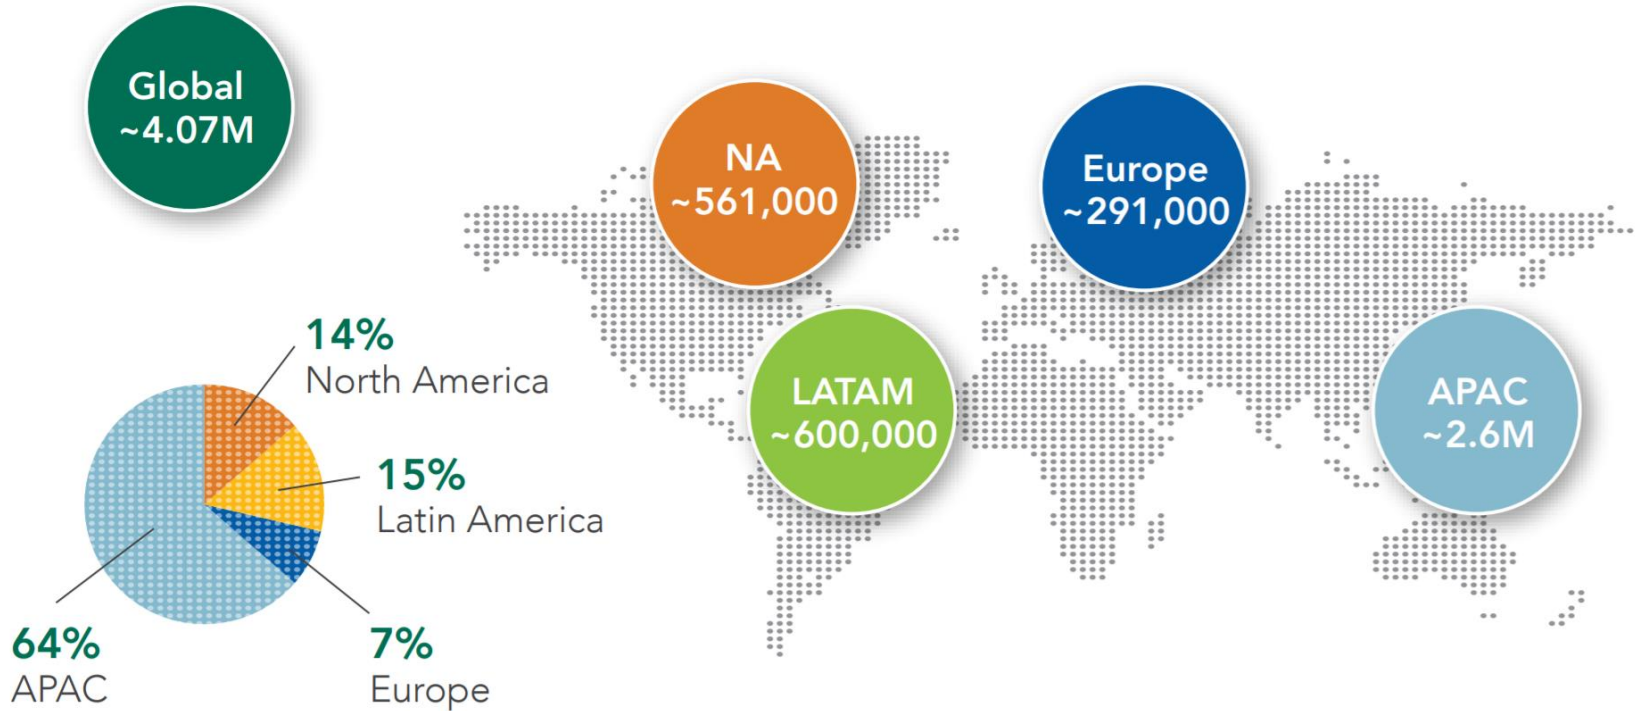 Global
~4.07M
NA
~561,000
Europe
~291,000
LATAM
~600,000
APAC
~2.6M
14%
North America
15%
Latin America
64%
APAC
7%
Europe